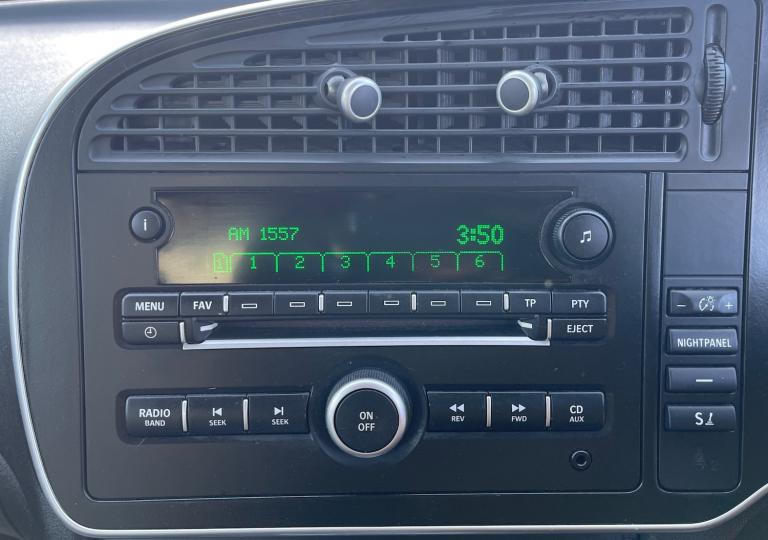 i
AM 1557 3:50
1 1 2 3 4 5 6
MENU FAV TP PTY
− +
EJECT
NIGHTPANEL
RADIO
BAND
SEEK SEEK
ON
OFF
REV FWD
CD
AUX
S